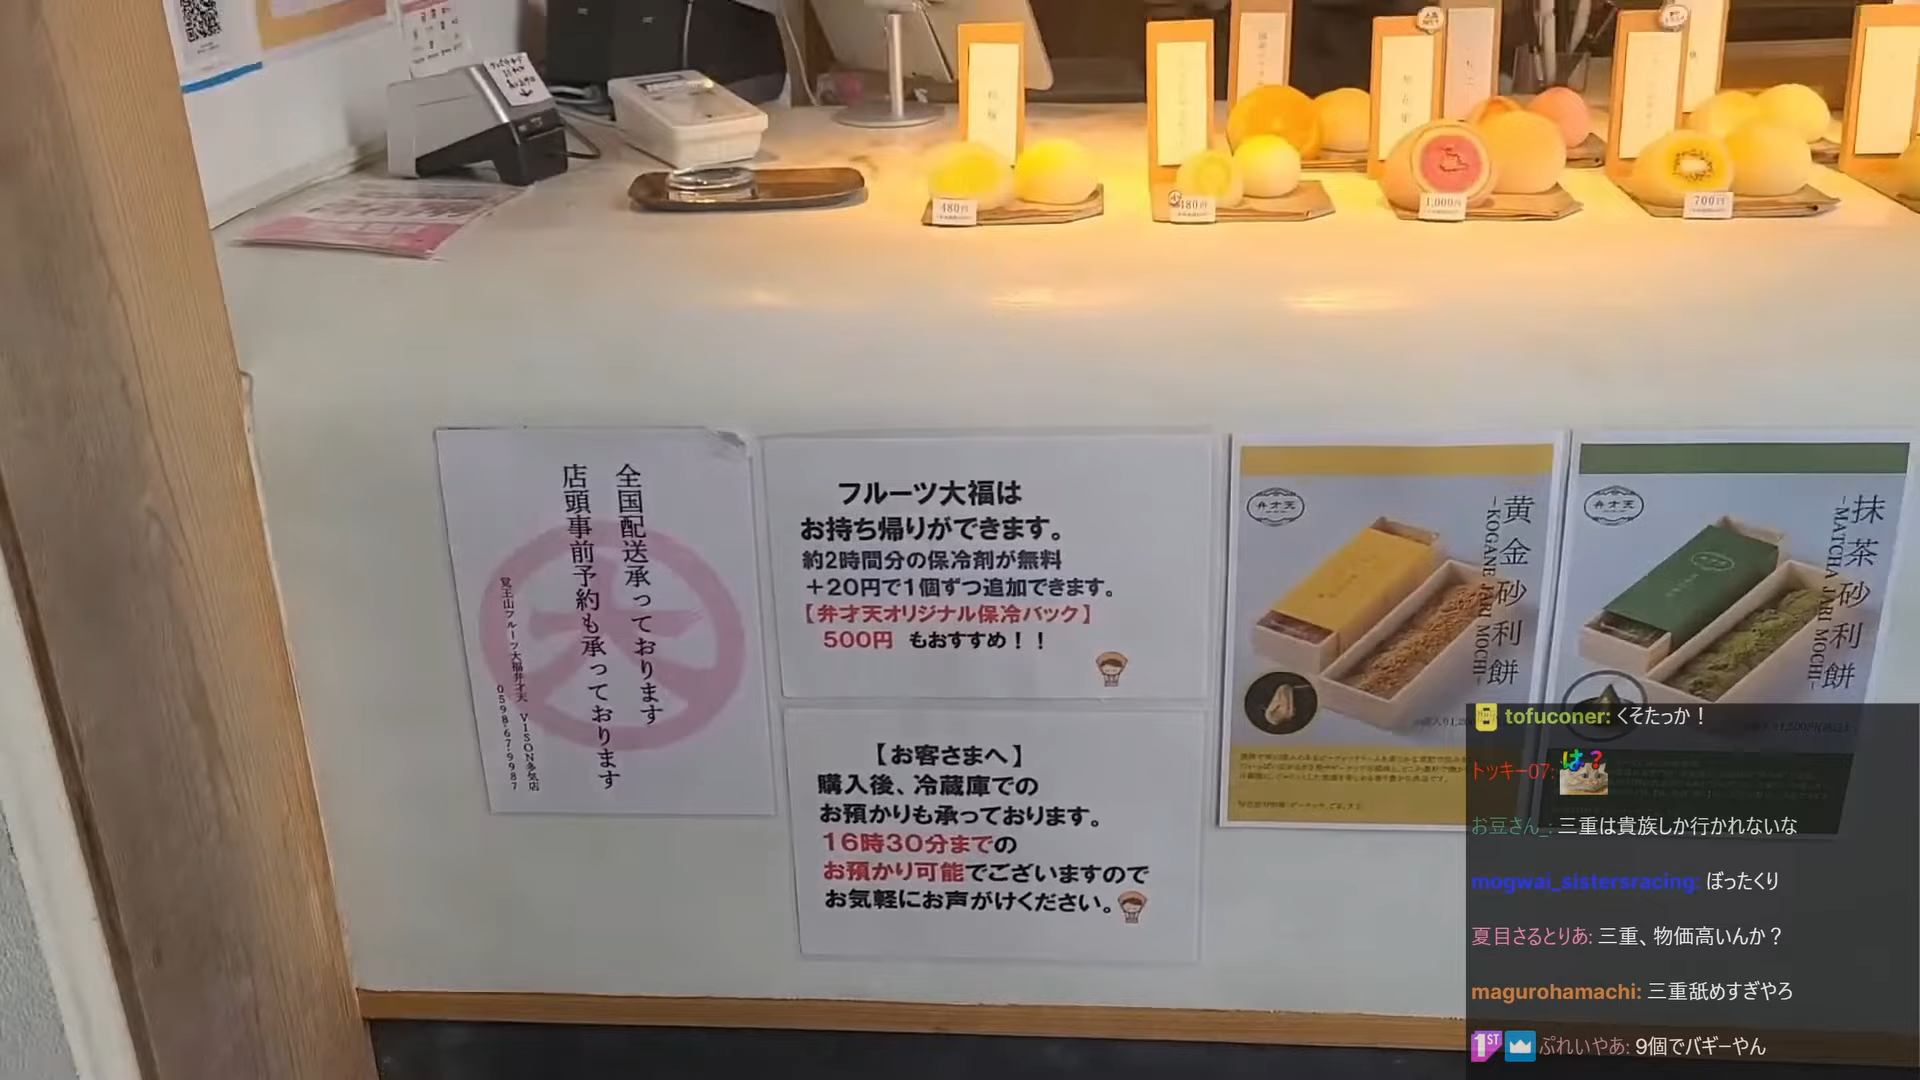 480円
480円
1,000円
700円
全国配送承っております
店頭事前予約も承っております
覚王山フルーツ大福弁才天 VISON多気店
0598-67-9987
フルーツ大福は
お持ち帰りができます。
約2時間分の保冷剤が無料
+20円で1個ずつ追加できます。
【弁才天オリジナル保冷バック】
500円 もおすすめ!!
【お客さまへ】
購入後、冷蔵庫での
お預かりも承っております。
16時30分までの
お預かり可能でございますので
お気軽にお声がけください。
弁才天
黄金砂利餅
-KOGANE JARI MOCHI-
弁才天
抹茶砂利餅
-MATCHA JARI MOCHI-
tofuconer: くそたっか!
トッキー07: は?
お豆さん_: 三重は貴族しか行かれないな
mogwai_sistersracing: ぼったくり
夏目さるとりあ: 三重、物価高いんか?
magurohamachi: 三重舐めすぎやろ
1ST ぷれいやあ: 9個でバギーやん